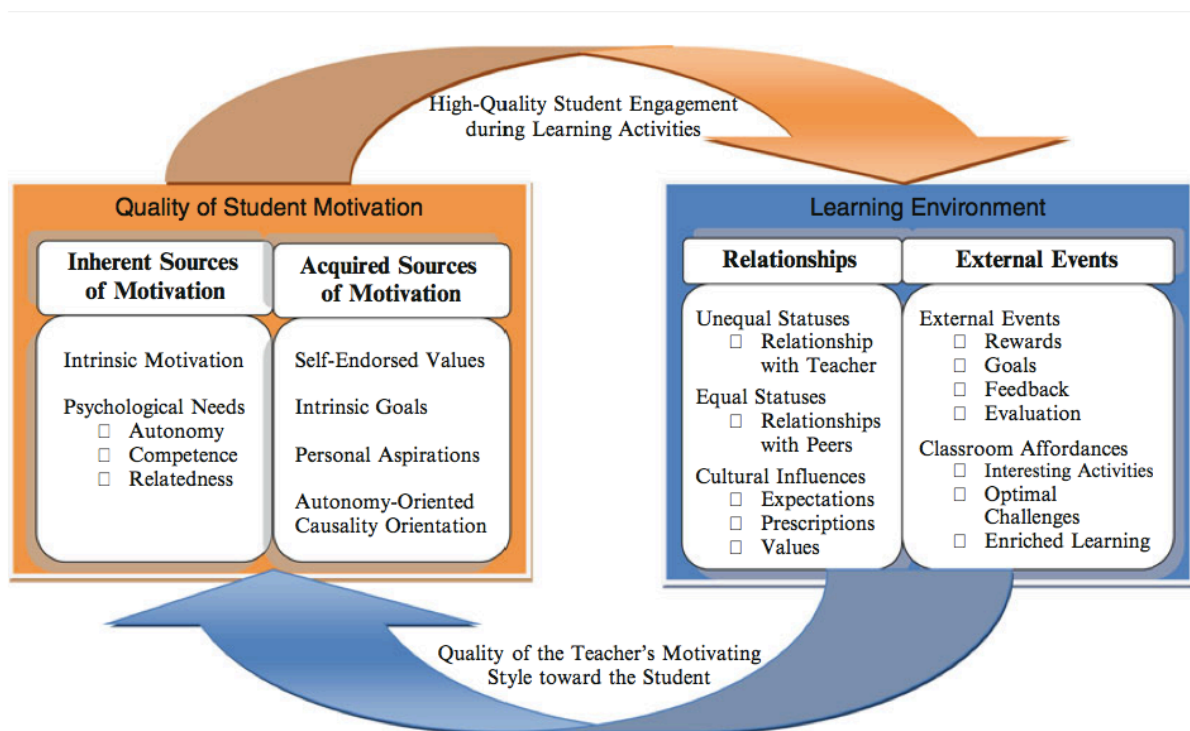 High-Quality Student Engagement
during Learning Activities
Quality of Student Motivation
Inherent Sources
of Motivation
Acquired Sources
of Motivation
Intrinsic Motivation
Psychological Needs
Autonomy
Competence
Relatedness
Self-Endorsed Values
Intrinsic Goals
Personal Aspirations
Autonomy-Oriented
Causality Orientation
Learning Environment
Relationships
External Events
Unequal Statuses
Relationship
with Teacher
Equal Statuses
Relationships
with Peers
Cultural Influences
Expectations
Prescriptions
Values
External Events
Rewards
Goals
Feedback
Evaluation
Classroom Affordances
Interesting Activities
Optimal
Challenges
Enriched Learning
Quality of the Teacher's Motivating
Style toward the Student